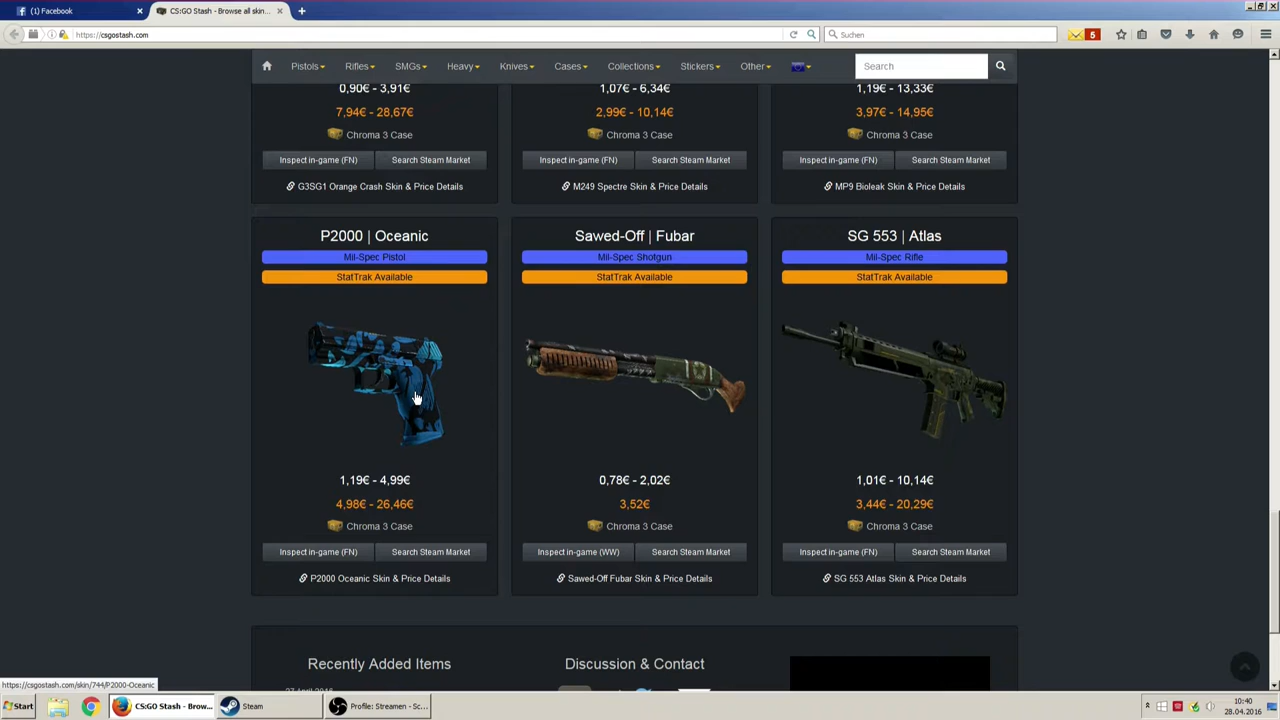 (1) Facebook
CS:GO Stash - Browse all skin...
https://csgostash.com
Suchen
5
Pistols
Rifles
SMGs
Heavy
Knives
Cases
Collections
Stickers
Other
Search
0,90€ - 3,91€
1,07€ - 6,34€
1,19€ - 13,33€
7,94€ - 28,67€
2,99€ - 10,14€
3,97€ - 14,95€
Chroma 3 Case
Chroma 3 Case
Chroma 3 Case
Inspect in-game (FN)
Search Steam Market
Inspect in-game (FN)
Search Steam Market
Inspect in-game (FN)
Search Steam Market
G3SG1 Orange Crash Skin & Price Details
M249 Spectre Skin & Price Details
MP9 Bioleak Skin & Price Details
P2000 | Oceanic
Mil-Spec Pistol
StatTrak Available
1,19€ - 4,99€
4,98€ - 26,46€
Chroma 3 Case
Inspect in-game (FN)
Search Steam Market
P2000 Oceanic Skin & Price Details
Sawed-Off | Fubar
Mil-Spec Shotgun
StatTrak Available
0,78€ - 2,02€
3,52€
Chroma 3 Case
Inspect in-game (WW)
Search Steam Market
Sawed-Off Fubar Skin & Price Details
SG 553 | Atlas
Mil-Spec Rifle
StatTrak Available
1,01€ - 10,14€
3,44€ - 20,29€
Chroma 3 Case
Inspect in-game (FN)
Search Steam Market
SG 553 Atlas Skin & Price Details
Recently Added Items
Discussion & Contact
27 April 2016
https://csgostash.com/skin/744/P2000-Oceanic
Start
CS:GO Stash - Brow...
Steam
Profile: Streamen - Sc...
10:40
28.04.2016